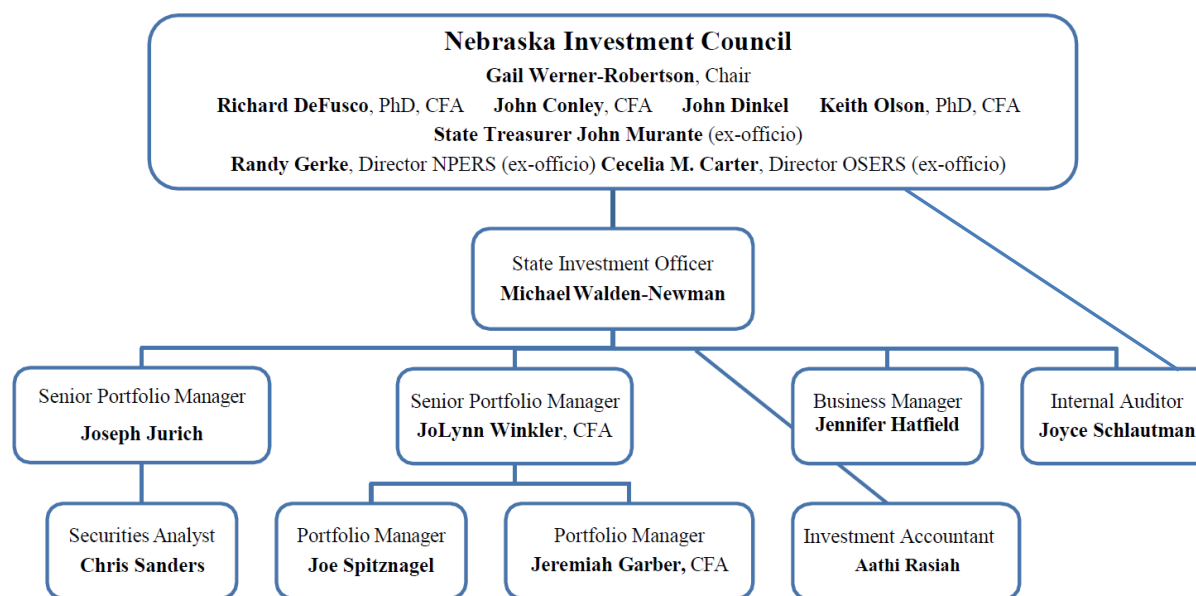 Nebraska Investment Council
Gail Werner-Robertson, Chair
Richard DeFusco, PhD, CFA John Conley, CFA John Dinkel Keith Olson, PhD, CFA
State Treasurer John Murante (ex-officio)
Randy Gerke, Director NPERS (ex-officio) Cecelia M. Carter, Director OSERS (ex-officio)
State Investment Officer
Michael Walden-Newman
Senior Portfolio Manager
Joseph Jurich
Senior Portfolio Manager
JoLynn Winkler, CFA
Business Manager
Jennifer Hatfield
Internal Auditor
Joyce Schlautman
Securities Analyst
Chris Sanders
Portfolio Manager
Joe Spitznagel
Portfolio Manager
Jeremiah Garber, CFA
Investment Accountant
Aathi Rasiah